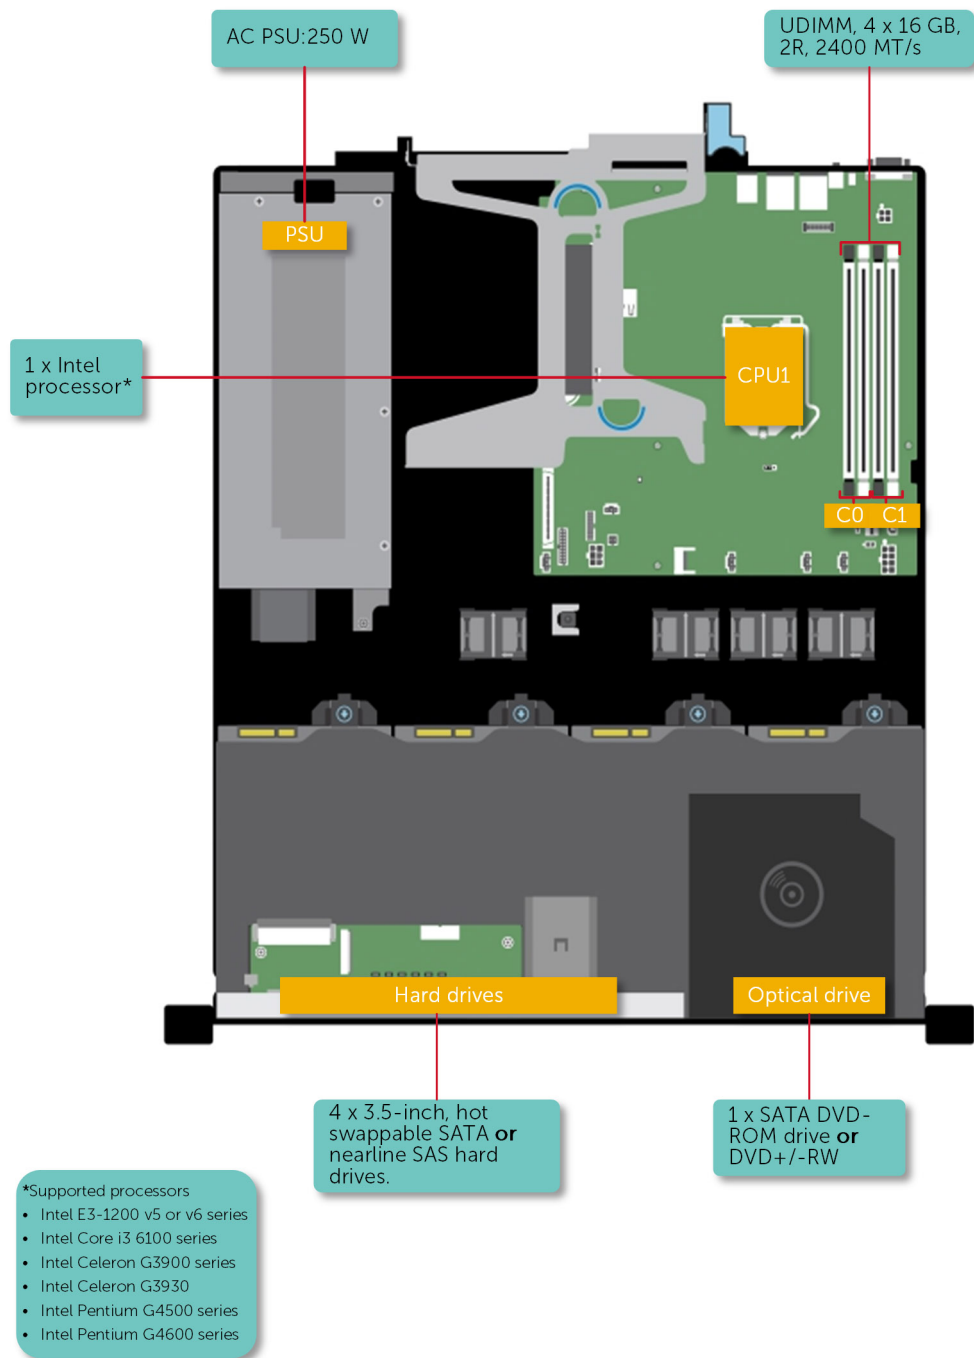 AC PSU:250 W
UDIMM, 4 x 16 GB,
2R, 2400 MT/s
PSU
1 x Intel
processor*
CPU1
C0 C1
Hard drives
Optical drive
4 x 3.5-inch, hot
swappable SATA or
nearline SAS hard
drives.
1 x SATA DVD-
ROM drive or
DVD+/-RW
*Supported processors
• Intel E3-1200 v5 or v6 series
• Intel Core i3 6100 series
• Intel Celeron G3900 series
• Intel Celeron G3930
• Intel Pentium G4500 series
• Intel Pentium G4600 series